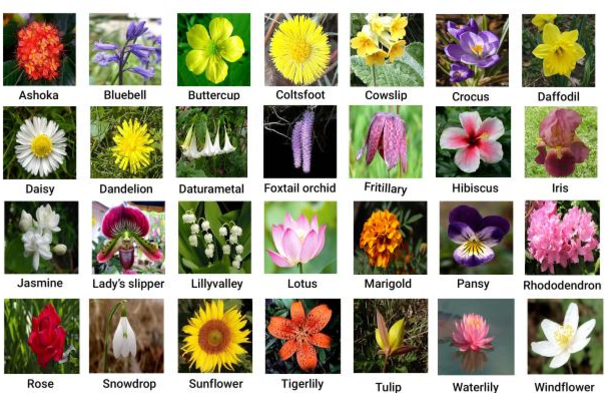 Ashoka
Bluebell
Buttercup
Coltsfoot
Cowslip
Crocus
Daffodil
Daisy
Dandelion
Daturametal
Foxtail orchid
Fritillary
Hibiscus
Iris
Jasmine
Lady's slipper
Lillyvalley
Lotus
Marigold
Pansy
Rhododendron
Rose
Snowdrop
Sunflower
Tigerlily
Tulip
Waterlily
Windflower